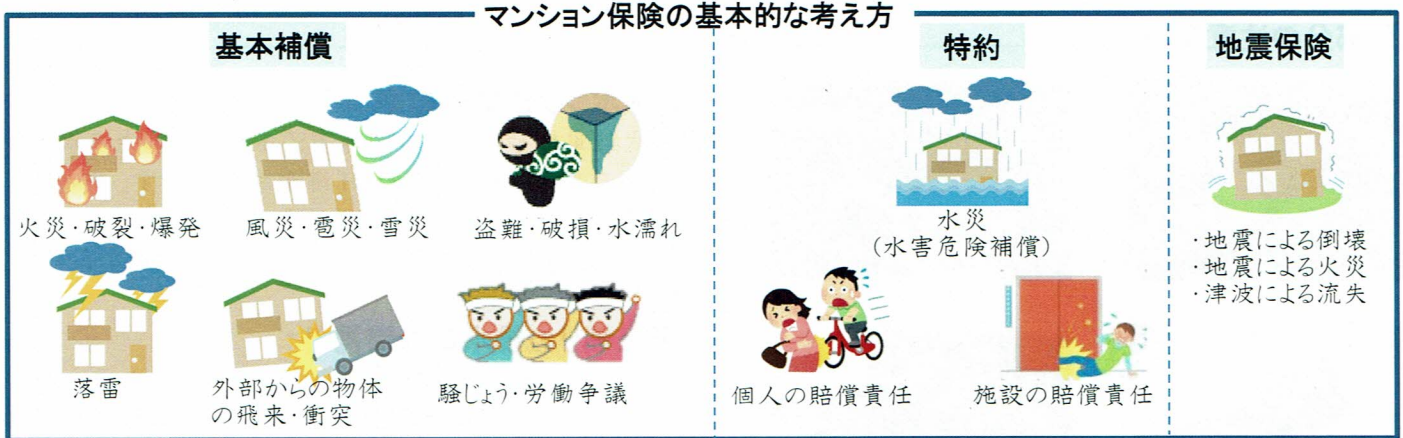 マンション保険の基本的な考え方
基本補償
火災・破裂・爆発
風災・雹災・雪災
盗難・破損・水濡れ
落雷
外部からの物体
の飛来・衝突
騒じょう・労働争議
特約
水災
(水害危険補償)
個人の賠償責任
施設の賠償責任
地震保険
・地震による倒壊
・地震による火災
・津波による流失